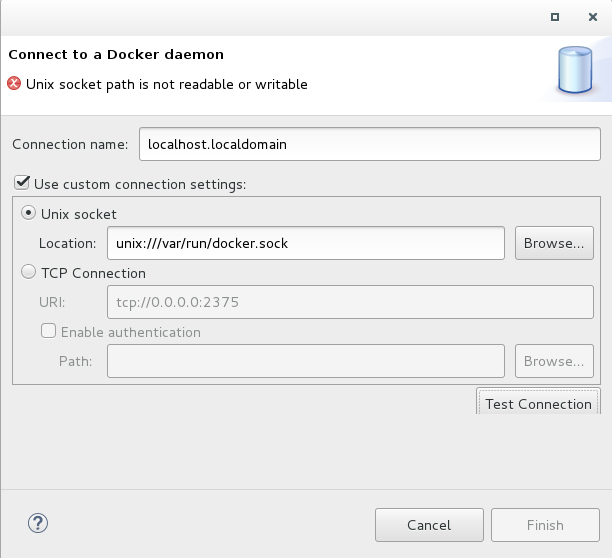 Connect to a Docker daemon
Unix socket path is not readable or writable
Connection name: localhost.localdomain
Use custom connection settings:
Unix socket
Location: unix:///var/run/docker.sock Browse...
TCP Connection
URI: tcp://0.0.0.0:2375
Enable authentication
Path: Browse...
Test Connection
? Cancel Finish